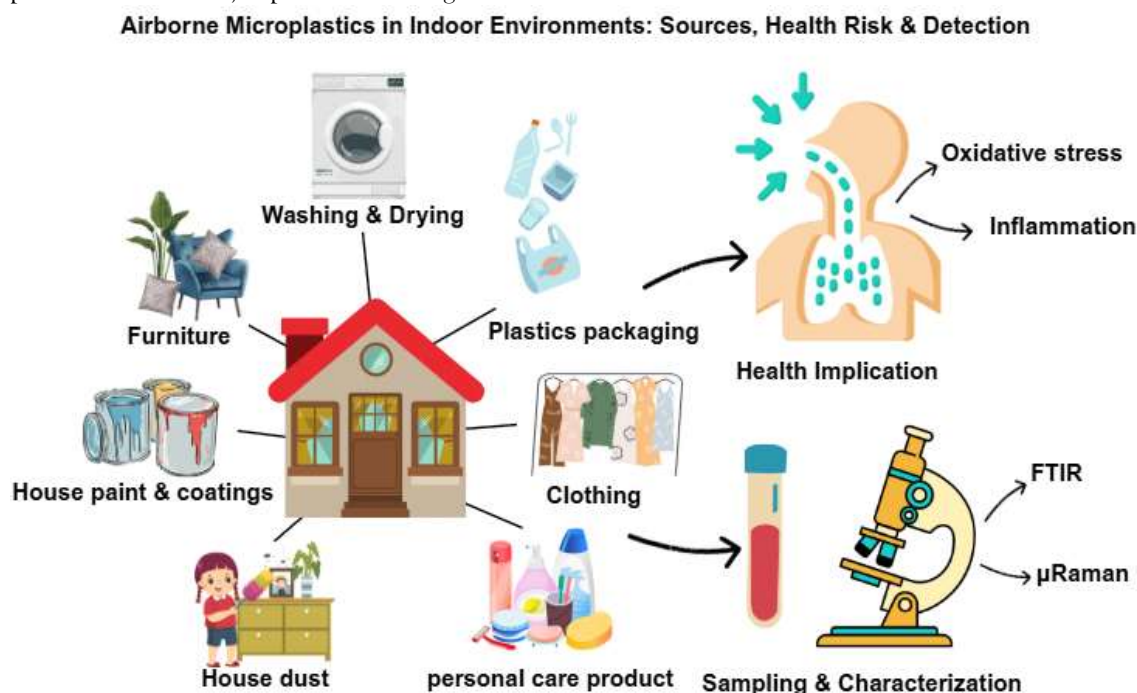 Airborne Microplastics in Indoor Environments: Sources, Health Risk & Detection
Washing & Drying
Furniture
Plastics packaging
House paint & coatings
Clothing
House dust
personal care product
Oxidative stress
Inflammation
Health Implication
FTIR
µRaman
Sampling & Characterization